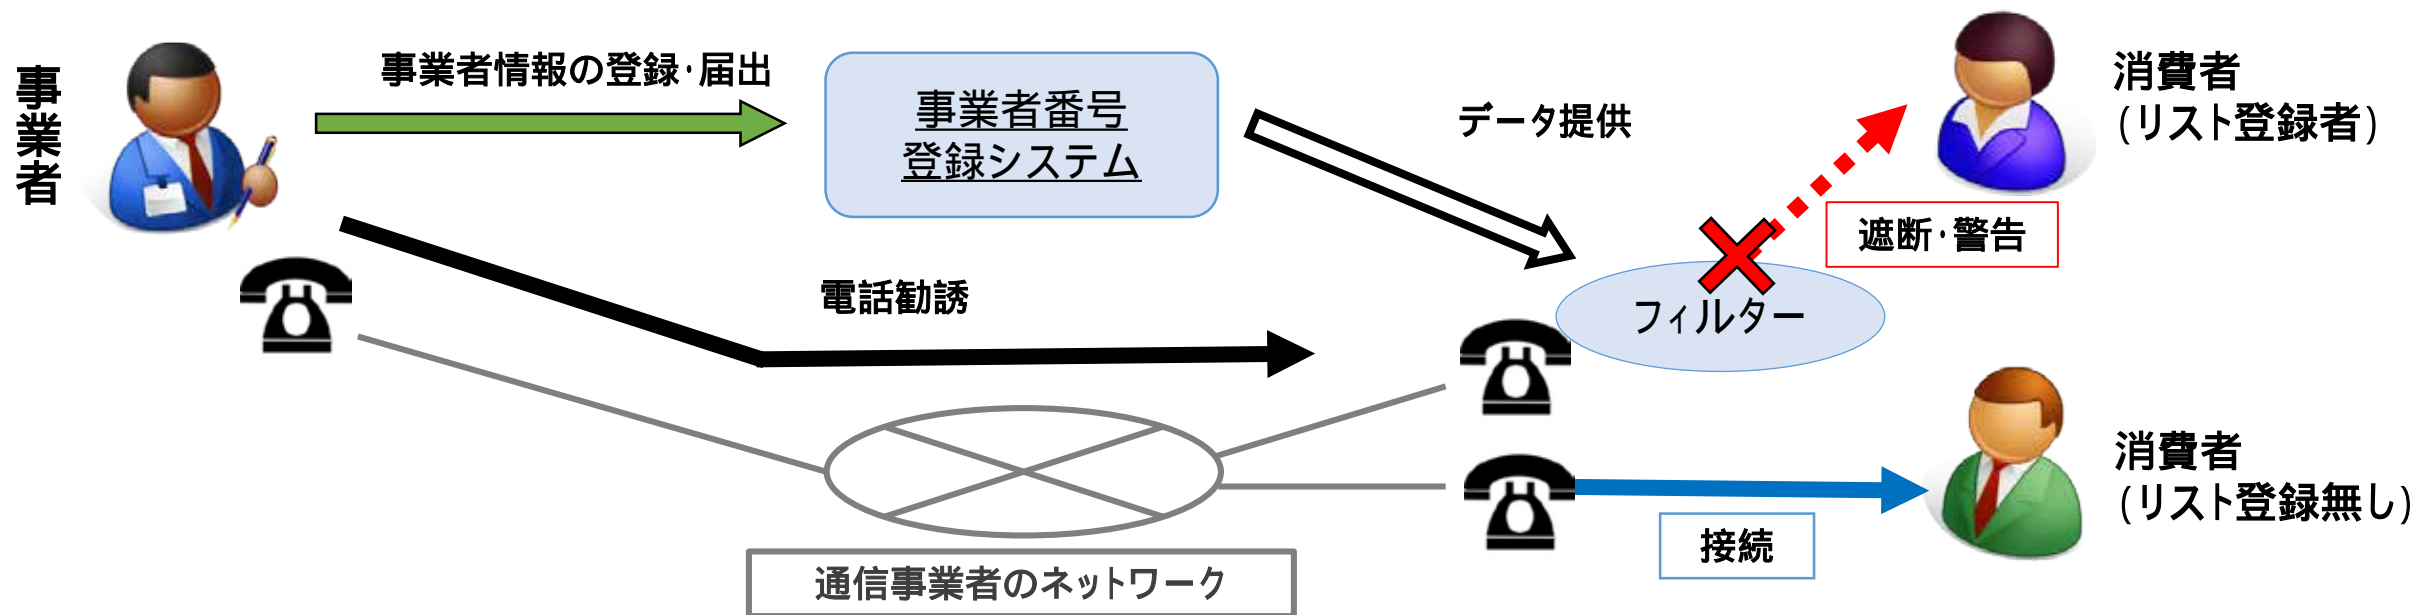 事業者
事業者情報の登録・届出
事業者番号
登録システム
データ提供
消費者
(リスト登録者)
遮断・警告
電話勧誘
フィルター
消費者
(リスト登録無し)
接続
通信事業者のネットワーク